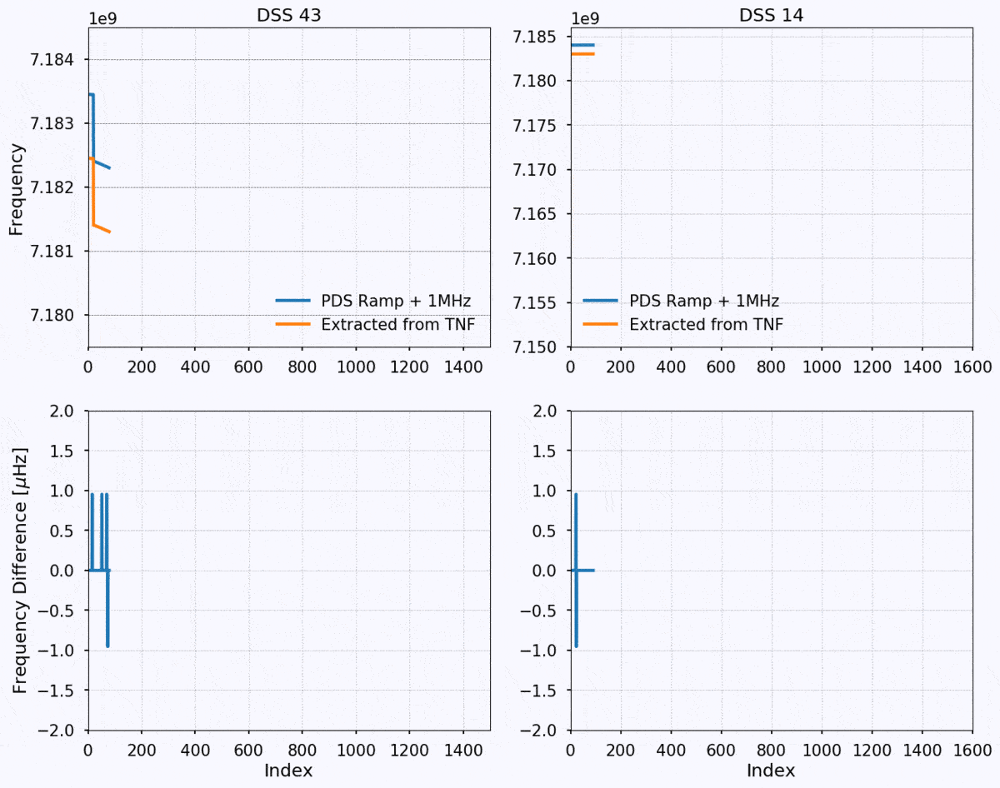 DSS 43
1e9
7.184
7.183
7.182
7.181
7.180
Frequency
PDS Ramp + 1MHz
Extracted from TNF
0 200 400 600 800 1000 1200 1400
DSS 14
1e9
7.185
7.180
7.175
7.170
7.165
7.160
7.155
7.150
PDS Ramp + 1MHz
Extracted from TNF
0 200 400 600 800 1000 1200 1400 1600
2.0
1.5
1.0
0.5
0.0
−0.5
−1.0
−1.5
−2.0
Frequency Difference [μHz]
0 200 400 600 800 1000 1200 1400
Index
2.0
1.5
1.0
0.5
0.0
−0.5
−1.0
−1.5
−2.0
0 200 400 600 800 1000 1200 1400 1600
Index